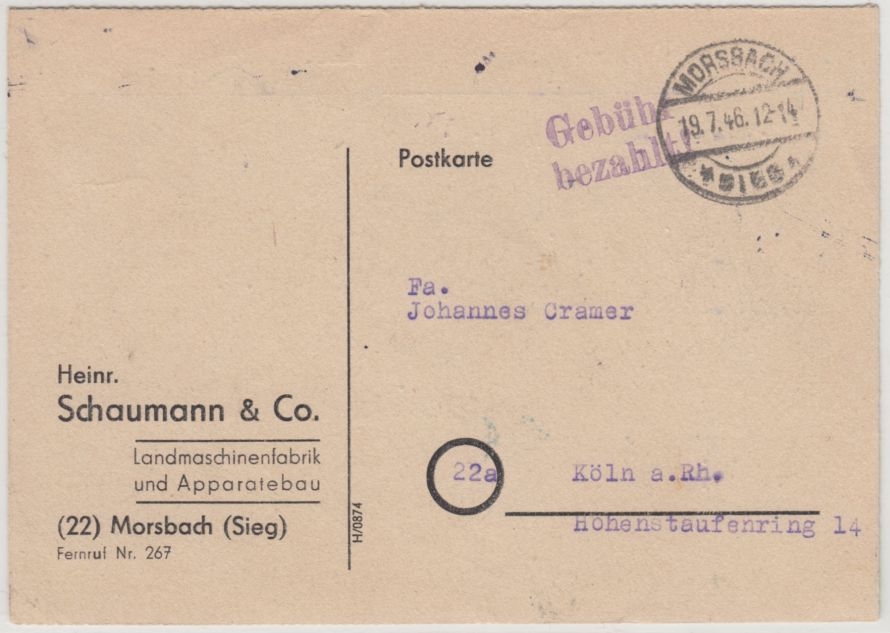 Postkarte
Gebühr
bezahlt!
MORSBACH
19.7.46.12-14
Fa.
Johannes Cramer
22a
Köln a.Rh.
Hohenstaufenring 14
Heinr.
Schaumann & Co.
Landmaschinenfabrik
und Apparatebau
(22) Morsbach (Sieg)
Fernruf Nr. 267
H/0874